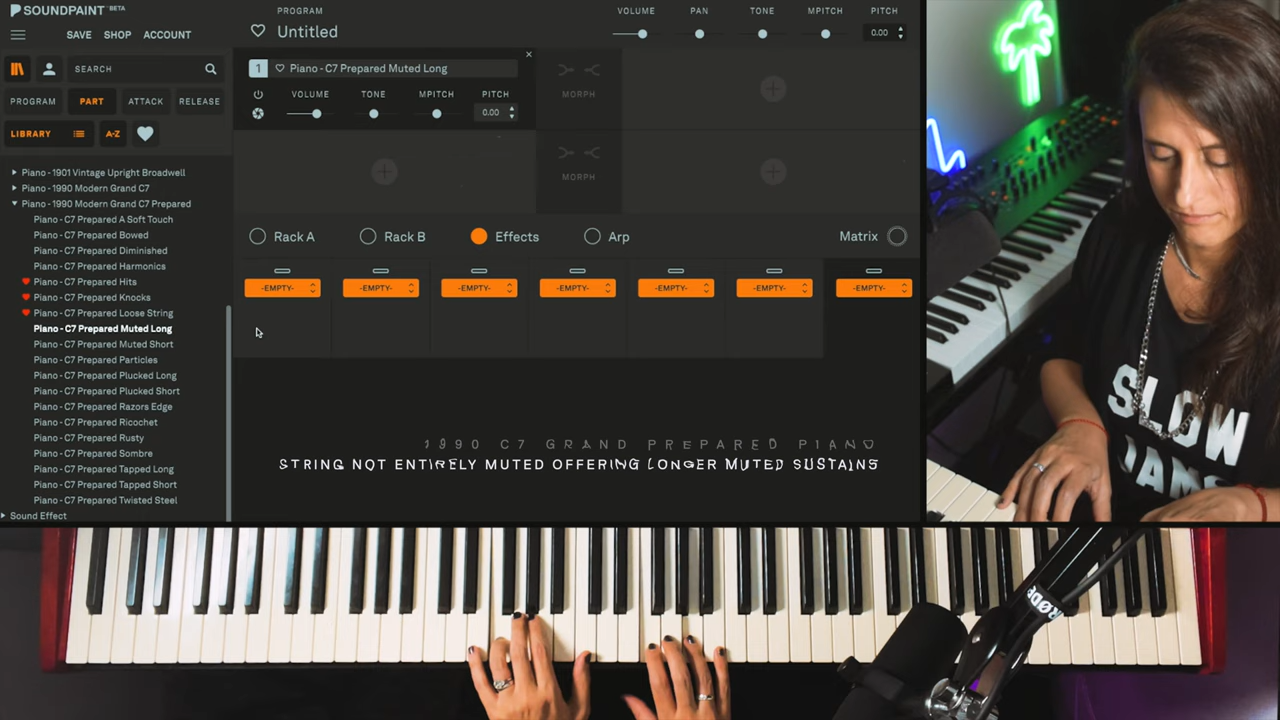 SOUNDPAINT BETA
PROGRAM
VOLUME PAN TONE MPITCH PITCH
SAVE SHOP ACCOUNT
Untitled
0.00
SEARCH
1 Piano - C7 Prepared Muted Long
MORPH
VOLUME TONE MPITCH PITCH
0.00
PROGRAM PART ATTACK RELEASE
LIBRARY A-Z
MORPH
Piano - 1901 Vintage Upright Broadwell
Piano - 1990 Modern Grand C7
Piano - 1990 Modern Grand C7 Prepared
Piano - C7 Prepared A Soft Touch
Piano - C7 Prepared Bowed
Piano - C7 Prepared Diminished
Piano - C7 Prepared Harmonics
Piano - C7 Prepared Hits
Piano - C7 Prepared Knocks
Piano - C7 Prepared Loose String
Piano - C7 Prepared Muted Long
Piano - C7 Prepared Muted Short
Piano - C7 Prepared Particles
Piano - C7 Prepared Plucked Long
Piano - C7 Prepared Plucked Short
Piano - C7 Prepared Razors Edge
Piano - C7 Prepared Ricochet
Piano - C7 Prepared Rusty
Piano - C7 Prepared Sombre
Piano - C7 Prepared Tapped Long
Piano - C7 Prepared Tapped Short
Piano - C7 Prepared Twisted Steel
Sound Effect
Rack A Rack B Effects Arp Matrix
-EMPTY- -EMPTY- -EMPTY- -EMPTY- -EMPTY- -EMPTY- -EMPTY-
1990 C7 GRAND PREPARED PIANO
STRING NOT ENTIRELY MUTED OFFERING LONGER MUTED SUSTAINS
SLOW
JAMS
RØDE